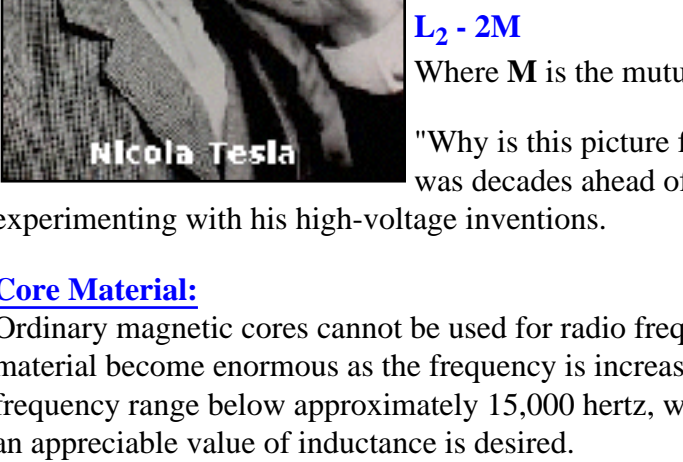 L₂ - 2M
Where M is the mutu
Nicola Tesla
"Why is this picture f
was decades ahead of
experimenting with his high-voltage inventions.
Core Material:
Ordinary magnetic cores cannot be used for radio freq
material become enormous as the frequency is increas
frequency range below approximately 15,000 hertz, w
an appreciable value of inductance is desired.